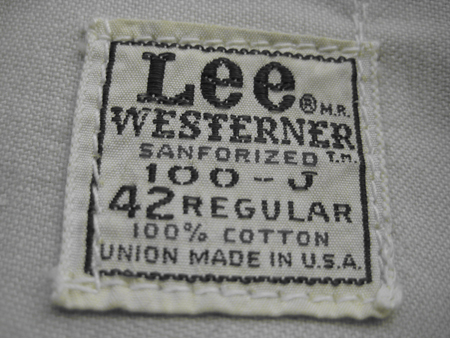 Lee ® M.R.
WESTERNER
SANFORIZED T.M.
100-J
42 REGULAR
100% COTTON
UNION MADE IN U.S.A.